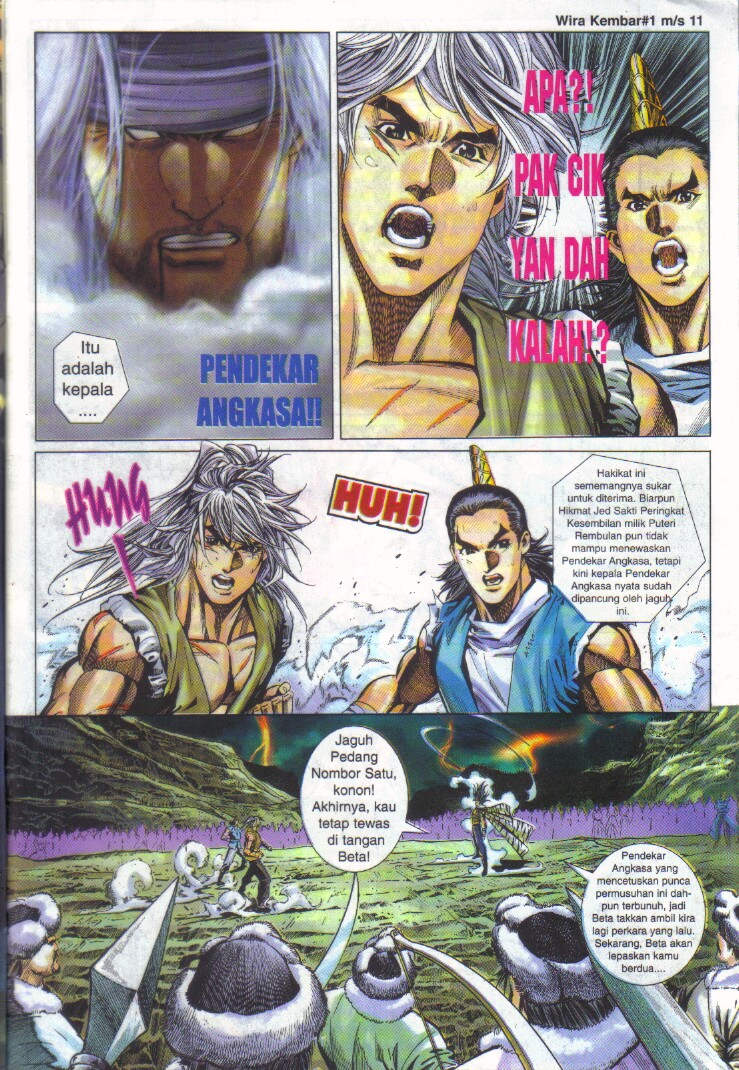 Wira Kembar#1 m/s 11
Itu
adalah
kepala
....
PENDEKAR
ANGKASA!!
APA?!
PAK CIK
YAN DAH
KALAH!?
HUNG
!
HUH!
Hakikat ini
sememangnya sukar
untuk diterima. Biarpun
Hikmat Jed Sakti Peringkat
Kesembilan milik Puteri
Rembulan pun tidak
mampu menewaskan
Pendekar Angkasa, tetapi
kini kepala Pendekar
Angkasa nyata sudah
dipancung oleh jaguh
ini.
Jaguh
Pedang
Nombor Satu,
konon!
Akhirnya, kau
tetap tewas
di tangan
Beta!
Pendekar
Angkasa yang
mencetuskan punca
permusuhan ini dah-
pun terbunuh, jadi
Beta takkan ambil kira
lagi perkara yang lalu.
Sekarang, Beta akan
lepaskan kamu
berdua....